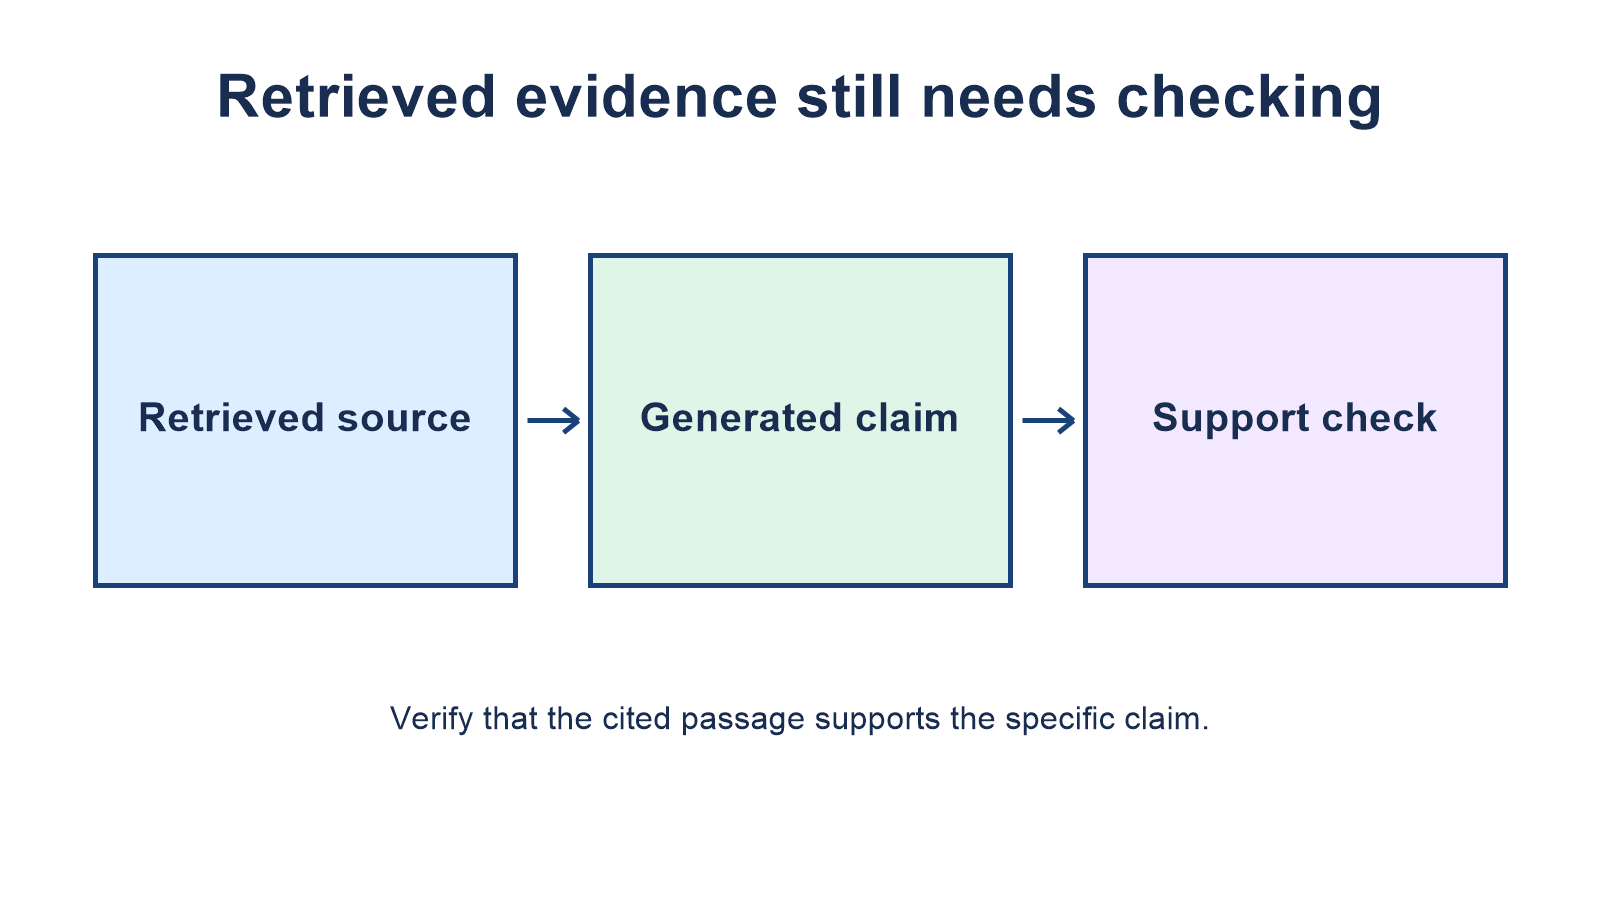 Retrieved evidence still needs checking
Retrieved source
Generated claim
Support check
Verify that the cited passage supports the specific claim.